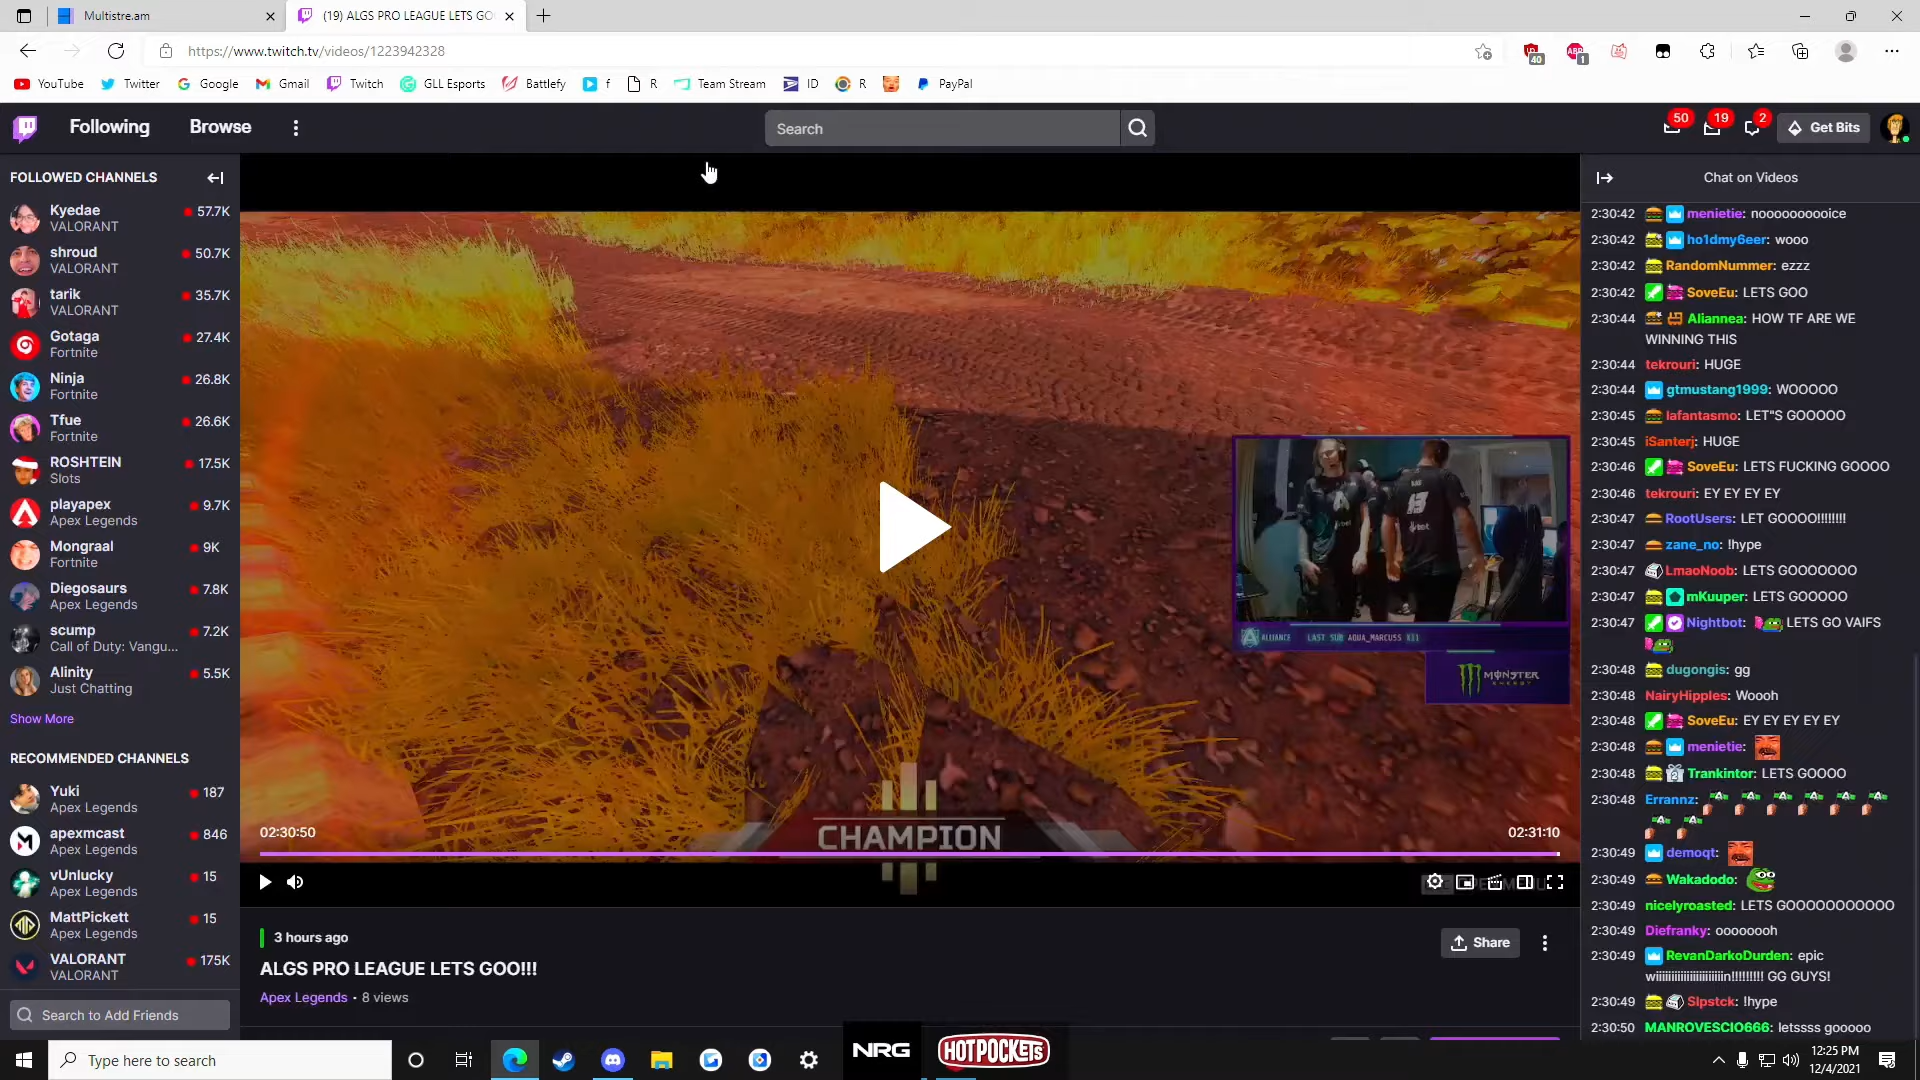 Multistre.am
(19) ALGS PRO LEAGUE LETS GO
https://www.twitch.tv/videos/1223942328
40
1
YouTube
Twitter
Google
Gmail
Twitch
GLL Esports
Battlefy
f
R
Team Stream
ID
R
PayPal
Following
Browse
Search
50
19
2
Get Bits
FOLLOWED CHANNELS
Kyedae 57.7K
VALORANT
shroud 50.7K
VALORANT
tarik 35.7K
VALORANT
Gotaga 27.4K
Fortnite
Ninja 26.8K
Fortnite
Tfue 26.6K
Fortnite
ROSHTEIN 17.5K
Slots
playapex 9.7K
Apex Legends
Mongraal 9K
Fortnite
Diegosaurs 7.8K
Apex Legends
scump 7.2K
Call of Duty: Vangu...
Alinity 5.5K
Just Chatting
Show More
RECOMMENDED CHANNELS
Yuki 187
Apex Legends
apexmcast 846
Apex Legends
vUnlucky 15
Apex Legends
MattPickett 15
Apex Legends
VALORANT 175K
VALORANT
Search to Add Friends
ALLIANCE LAST SUB AQUA_MARCUSS
MONSTER
ENERGY
02:30:50
CHAMPION
02:31:10
3 hours ago
Share
ALGS PRO LEAGUE LETS GOO!!!
Apex Legends • 8 views
Chat on Videos
2:30:42 menietie: noooooooooice
2:30:42 ho1dmy6eer: wooo
2:30:42 RandomNummer: ezzz
2:30:42 SoveEu: LETS GOO
2:30:44 Aliannea: HOW TF ARE WE
WINNING THIS
2:30:44 tekrouri: HUGE
2:30:44 gtmustang1999: WOOOOO
2:30:45 lafantasmo: LET"S GOOOOO
2:30:45 iSanterj: HUGE
2:30:46 SoveEu: LETS FUCKING GOOOO
2:30:46 tekrouri: EY EY EY EY
2:30:47 RootUsers: LET GOOOO!!!!!!!!
2:30:47 zane_no: !hype
2:30:47 LmaoNoob: LETS GOOOOOOO
2:30:47 mKuuper: LETS GOOOOO
2:30:47 Nightbot: LETS GO VAIFS
2:30:48 dugongis: gg
2:30:48 NairyHipples: Woooh
2:30:48 SoveEu: EY EY EY EY EY
2:30:48 menietie:
2:30:48 Trankintor: LETS GOOOO
2:30:48 Errannz:
2:30:49 demoqt:
2:30:49 Wakadodo:
2:30:49 nicelyroasted: LETS GOOOOOOOOOOO
2:30:49 Diefranky: oooooooh
2:30:49 RevanDarkoDurden: epic
wiiiiiiiiiiiiiiiiiiiiiin!!!!!!!!! GG GUYS!
2:30:49 Slpstck: !hype
2:30:50 MANROVESCIO666: letssss gooooo
Type here to search
NRG
HOT POCKETS
12:25 PM
12/4/2021